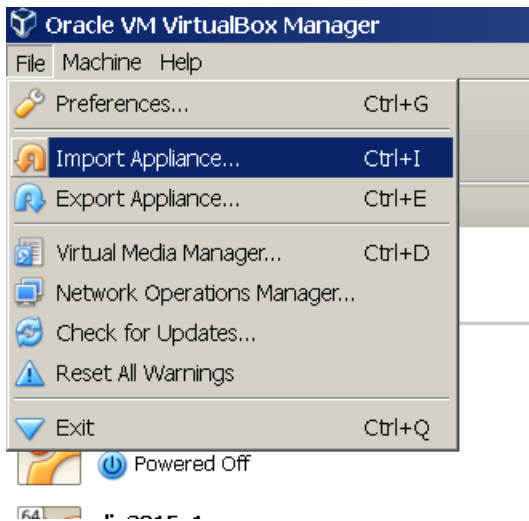 Oracle VM VirtualBox Manager
File Machine Help
Preferences... Ctrl+G
Import Appliance... Ctrl+I
Export Appliance... Ctrl+E
Virtual Media Manager... Ctrl+D
Network Operations Manager...
Check for Updates...
Reset All Warnings
Exit Ctrl+Q
Powered Off
64